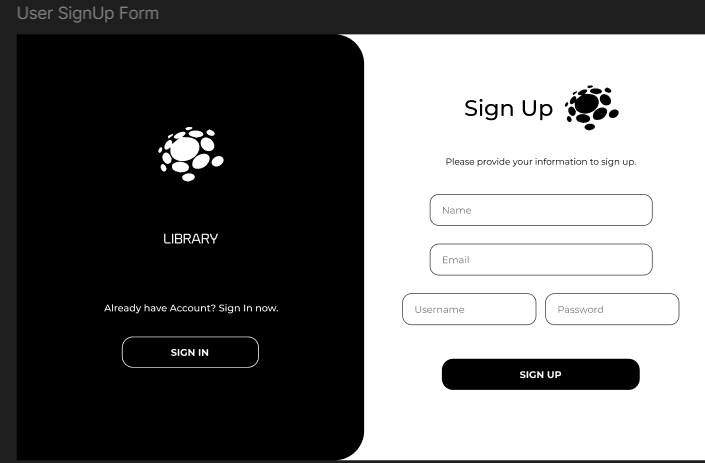 User SignUp Form
LIBRARY
Already have Account? Sign In now.
SIGN IN
Sign Up
Please provide your information to sign up.
Name
Email
Username
Password
SIGN UP